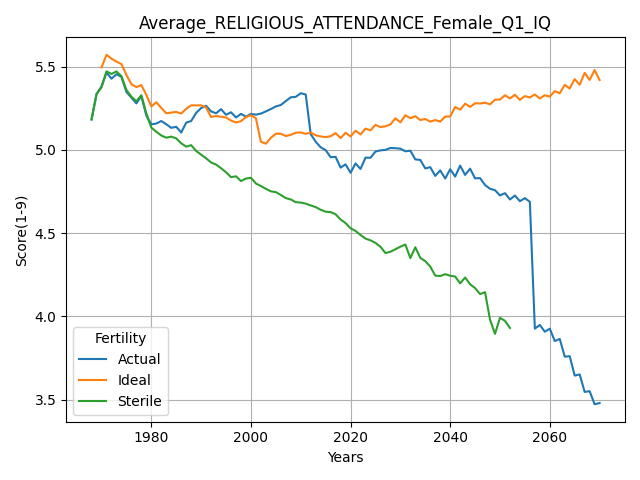 Average_RELIGIOUS_ATTENDANCE_Female_Q1_IQ
Score(1-9)
5.5
5.0
4.5
4.0
3.5
Fertility
Actual
Ideal
Sterile
1980
2000
2020
2040
2060
Years